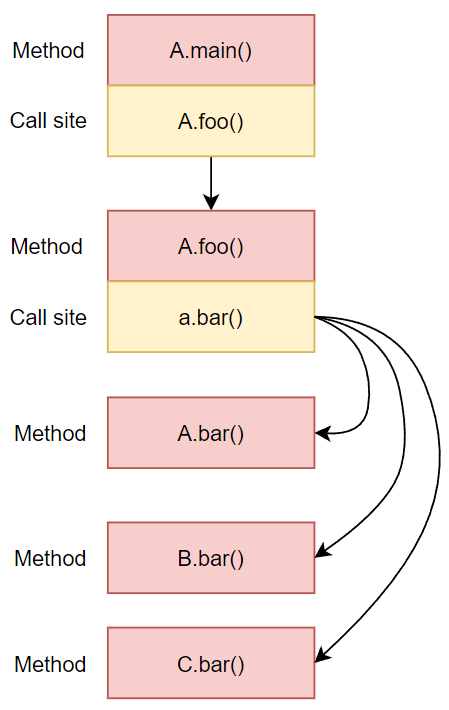 Method A.main()
Call site A.foo()
Method A.foo()
Call site a.bar()
Method A.bar()
Method B.bar()
Method C.bar()